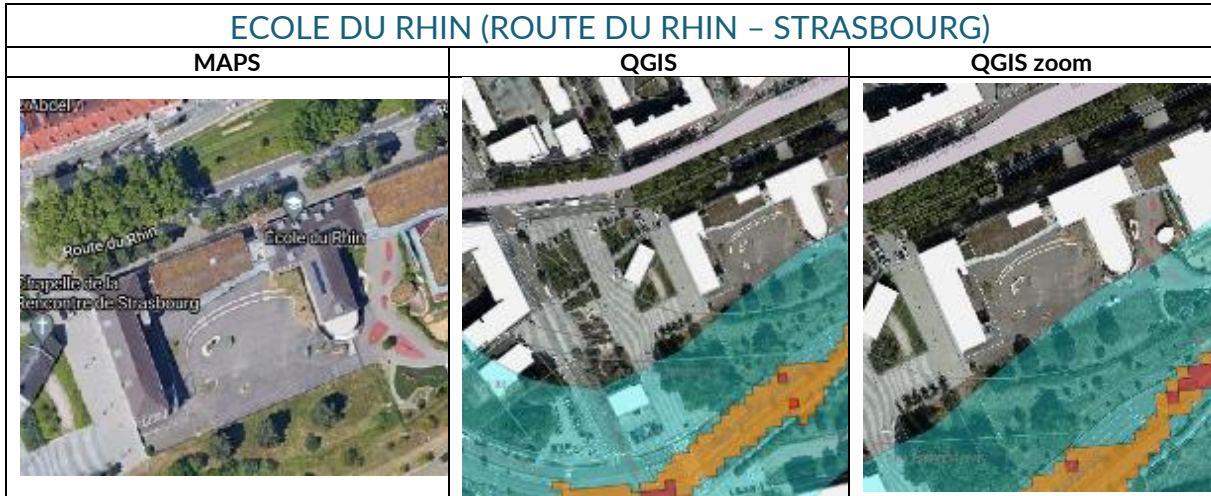 ECOLE DU RHIN (ROUTE DU RHIN – STRASBOURG)
MAPS
QGIS
QGIS zoom
Route du Rhin
École du Rhin
Chapelle de la
Rencontre de Strasbourg